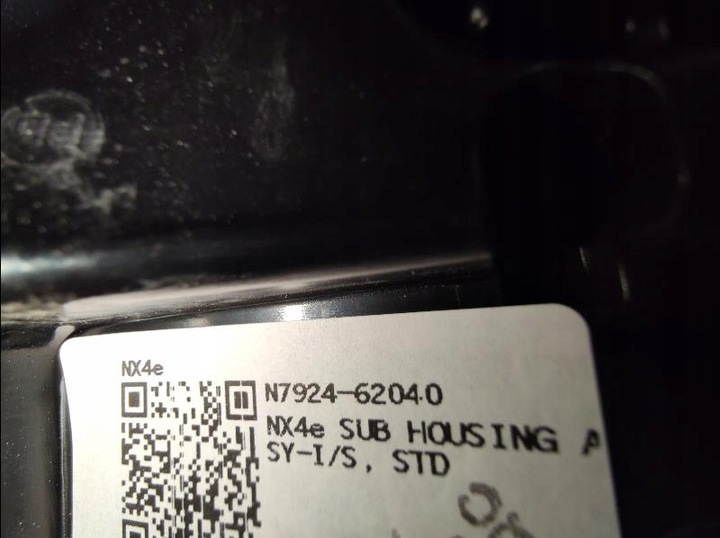 NX4e
N7924-62040
NX4e SUB HOUSING A
SY-I/S, STD